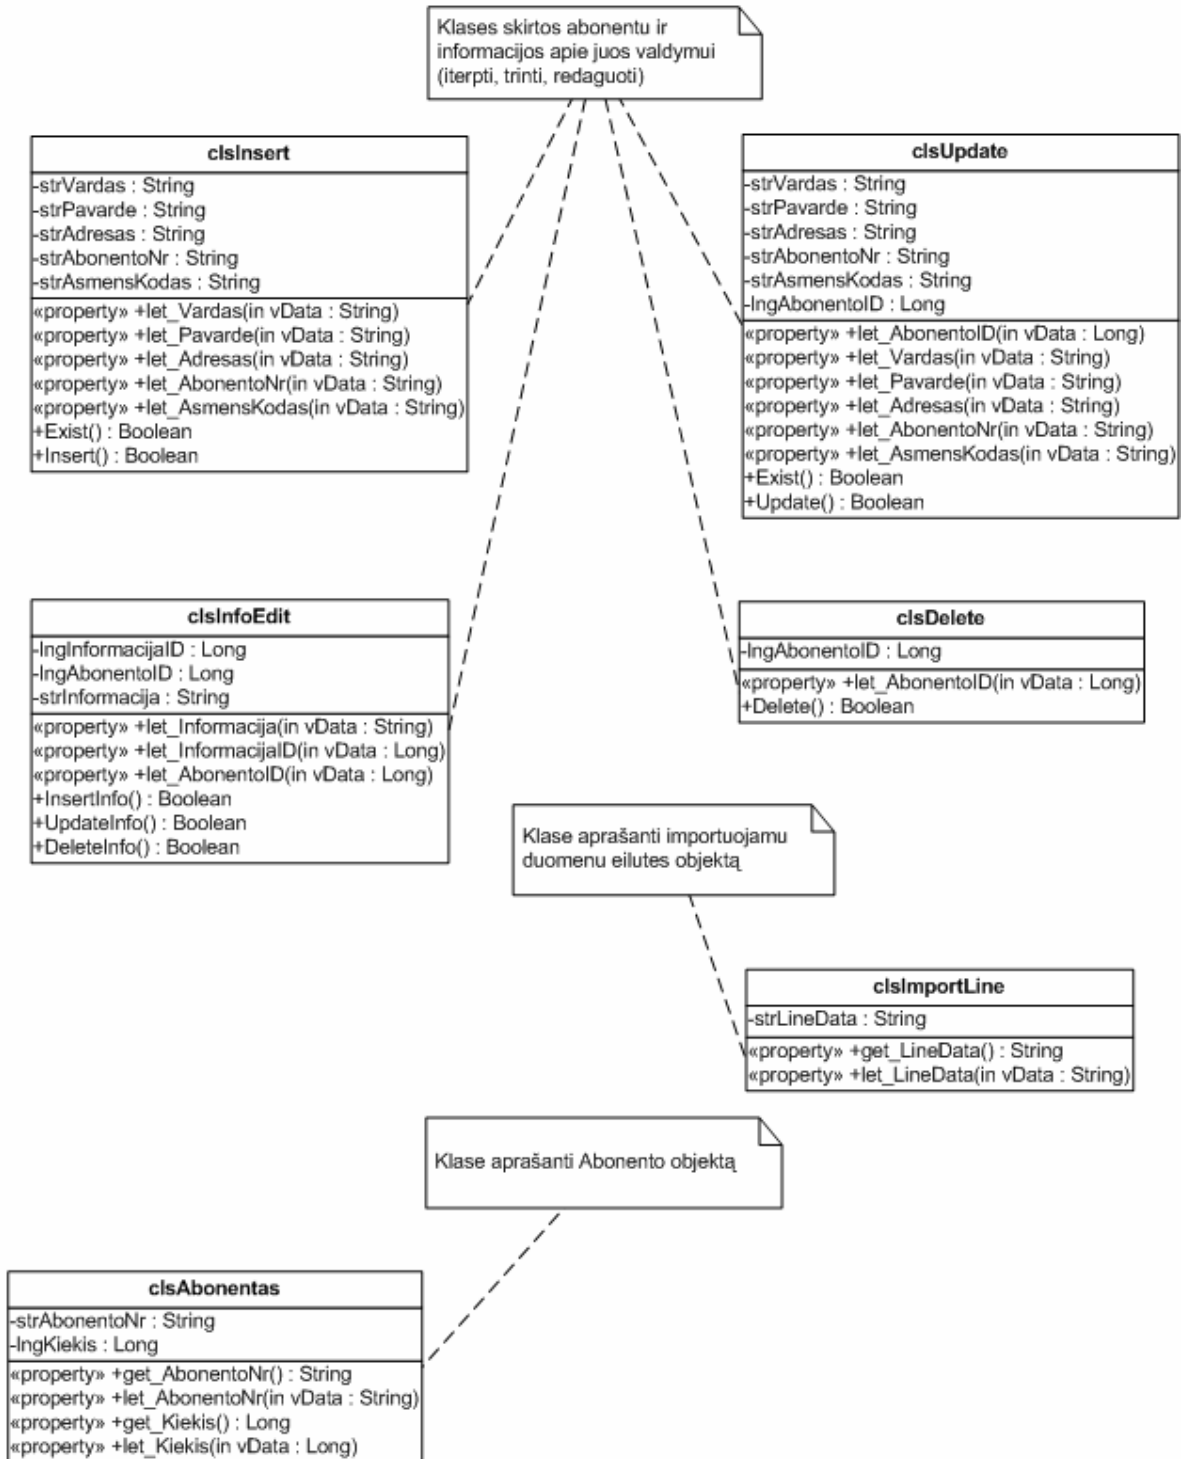 Klases skirtos abonentu ir
informacijos apie juos valdymui
(iterpti, trinti, redaguoti)
clsInsert
-strVardas : String
-strPavarde : String
-strAdresas : String
-strAbonentoNr : String
-strAsmensKodas : String
«property» +let_Vardas(in vData : String)
«property» +let_Pavarde(in vData : String)
«property» +let_Adresas(in vData : String)
«property» +let_AbonentoNr(in vData : String)
«property» +let_AsmensKodas(in vData : String)
+Exist() : Boolean
+Insert() : Boolean
clsUpdate
-strVardas : String
-strPavarde : String
-strAdresas : String
-strAbonentoNr : String
-strAsmensKodas : String
-lngAbonentoID : Long
«property» +let_AbonentoID(in vData : Long)
«property» +let_Vardas(in vData : String)
«property» +let_Pavarde(in vData : String)
«property» +let_Adresas(in vData : String)
«property» +let_AbonentoNr(in vData : String)
«property» +let_AsmensKodas(in vData : String)
+Exist() : Boolean
+Update() : Boolean
clsInfoEdit
-lngInformacijaID : Long
-lngAbonentoID : Long
-strInformacija : String
«property» +let_Informacija(in vData : String)
«property» +let_InformacijaID(in vData : Long)
«property» +let_AbonentoID(in vData : Long)
+InsertInfo() : Boolean
+UpdateInfo() : Boolean
+DeleteInfo() : Boolean
clsDelete
-lngAbonentoID : Long
«property» +let_AbonentoID(in vData : Long)
+Delete() : Boolean
Klase aprašanti importuojamu
duomenu eilutes objektą
clsImportLine
-strLineData : String
«property» +get_LineData() : String
«property» +let_LineData(in vData : String)
Klase aprašanti Abonento objektą
clsAbonentas
-strAbonentoNr : String
-lngKiekis : Long
«property» +get_AbonentoNr() : String
«property» +let_AbonentoNr(in vData : String)
«property» +get_Kiekis() : Long
«property» +let_Kiekis(in vData : Long)